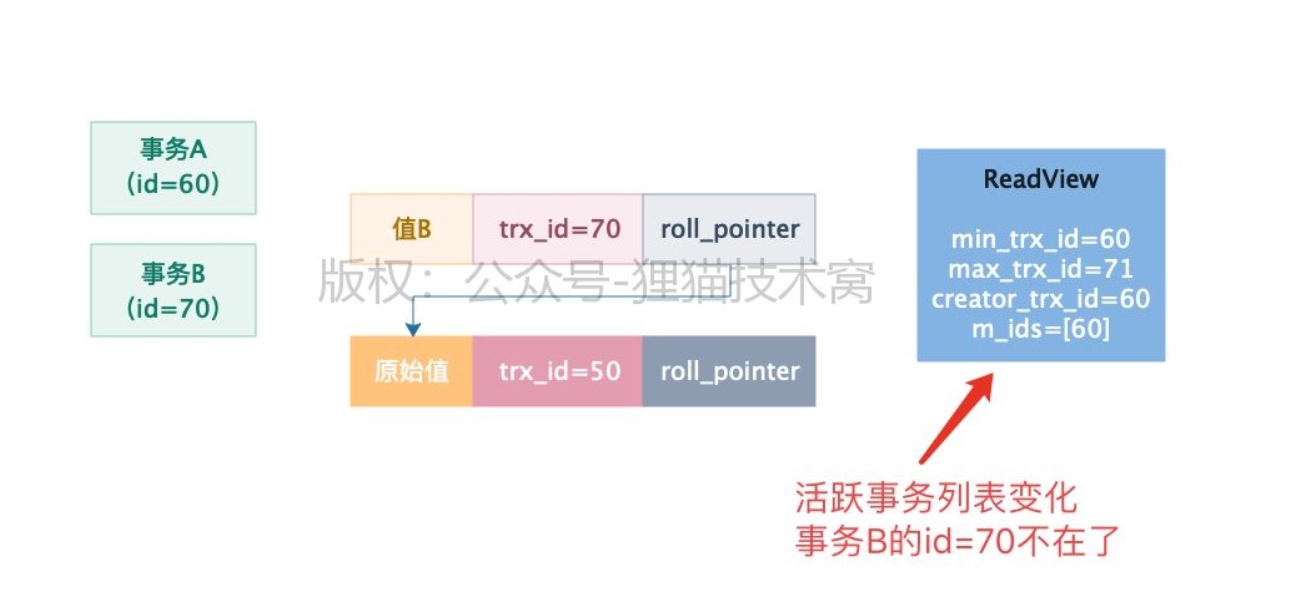 事务A
(id=60)
事务B
(id=70)
值B
trx_id=70
roll_pointer
版权：公众号-狸猫技术窝
原始值
trx_id=50
roll_pointer
ReadView
min_trx_id=60
max_trx_id=71
creator_trx_id=60
m_ids=[60]
活跃事务列表变化
事务B的id=70不在了